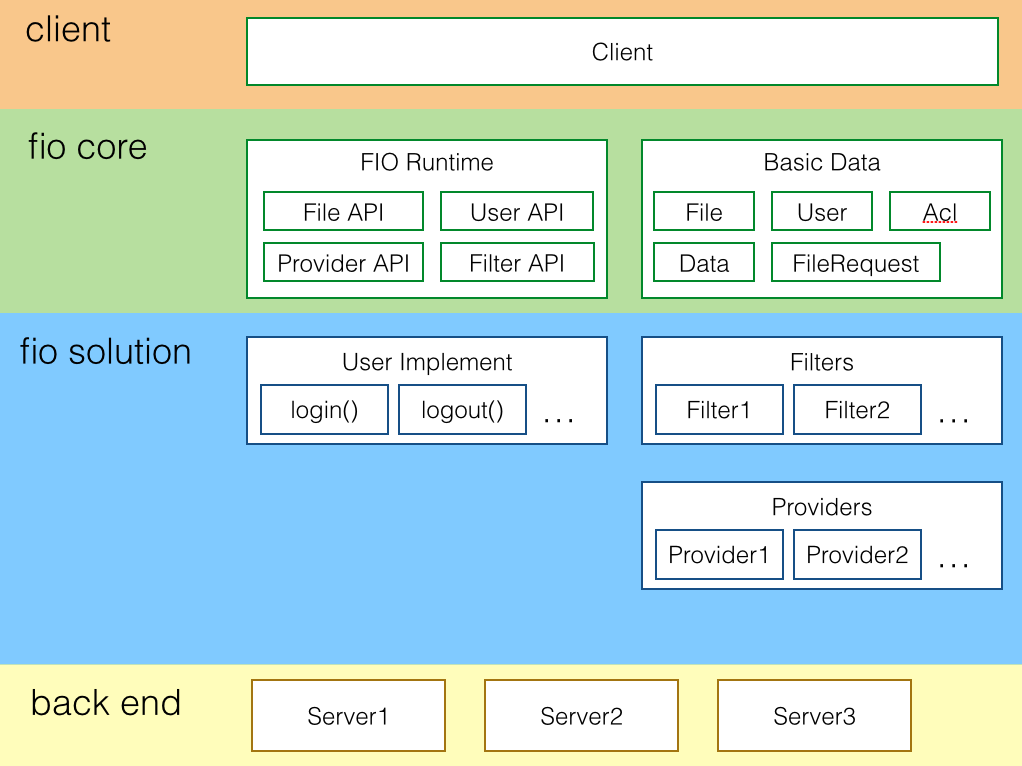 client
Client
fio core
FIO Runtime
File API
User API
Provider API
Filter API
Basic Data
File
User
Acl
Data
FileRequest
fio solution
User Implement
login()
logout()
...
Filters
Filter1
Filter2
...
Providers
Provider1
Provider2
...
back end
Server1
Server2
Server3